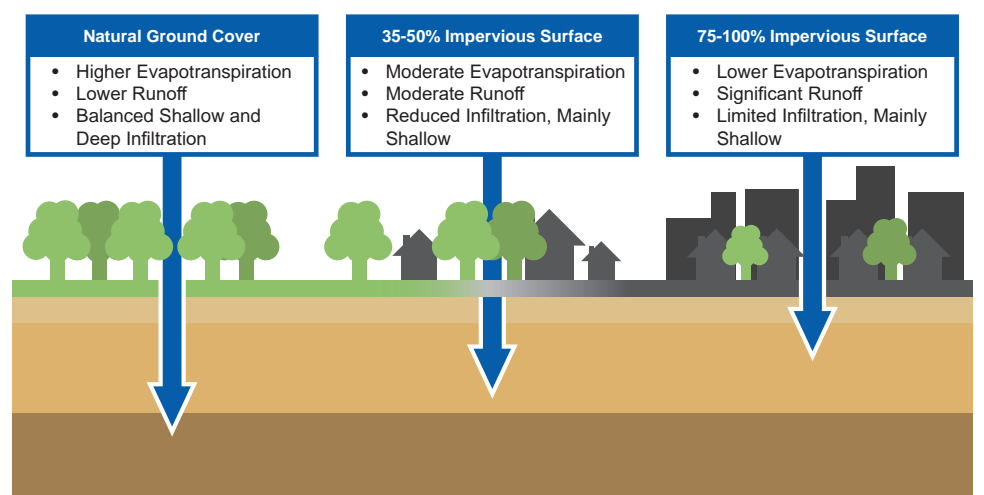 Natural Ground Cover
• Higher Evapotranspiration
• Lower Runoff
• Balanced Shallow and
Deep Infiltration
35-50% Impervious Surface
• Moderate Evapotranspiration
• Moderate Runoff
• Reduced Infiltration, Mainly
Shallow
75-100% Impervious Surface
• Lower Evapotranspiration
• Significant Runoff
• Limited Infiltration, Mainly
Shallow